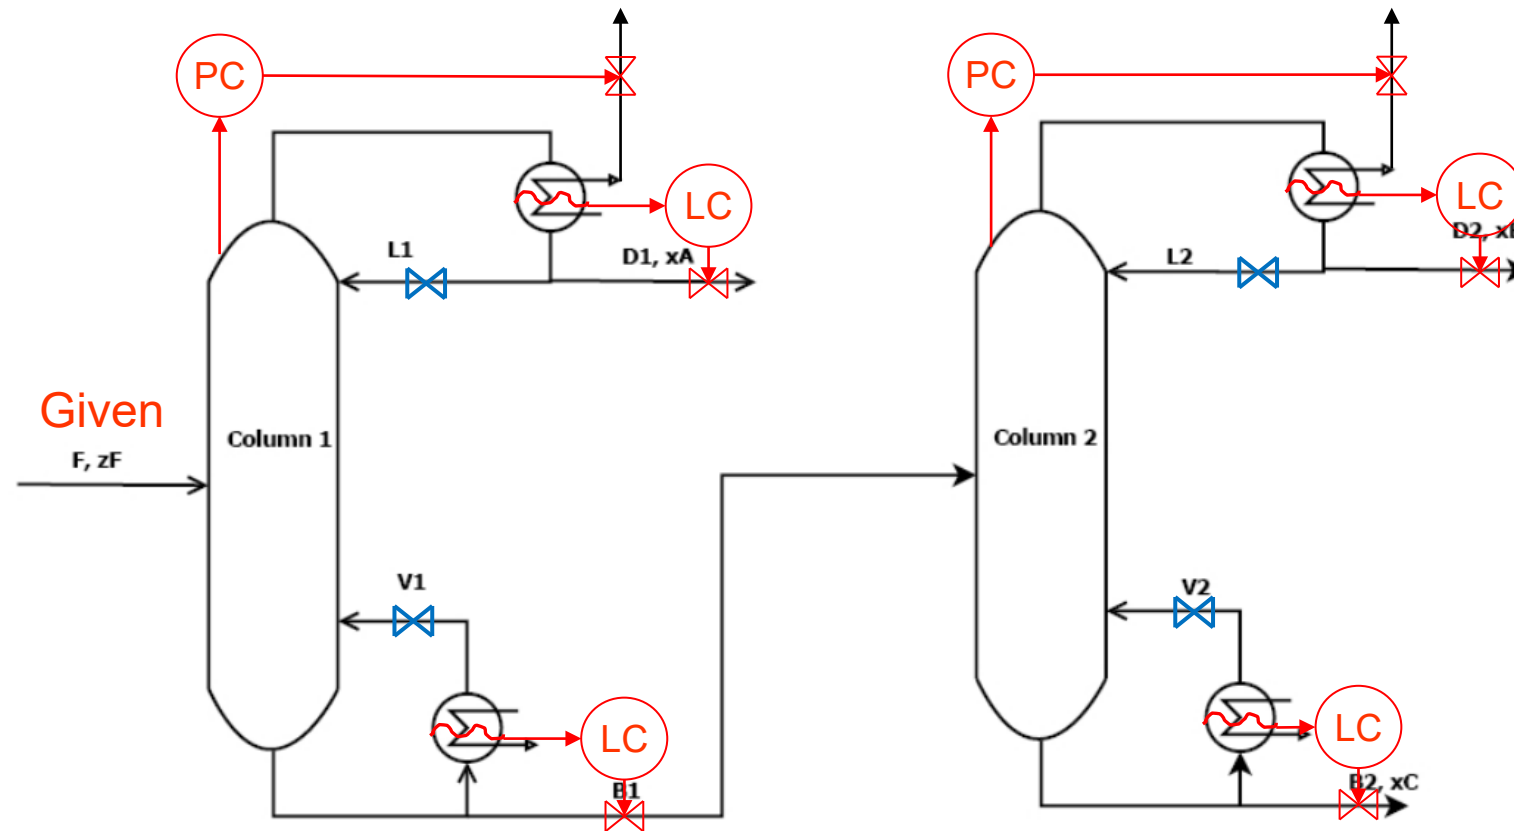 PC
PC
LC
LC
L1
D1, xA
L2
D2, x
Given
F, zF
Column 1
Column 2
V1
V2
LC
LC
B1
B2, xC